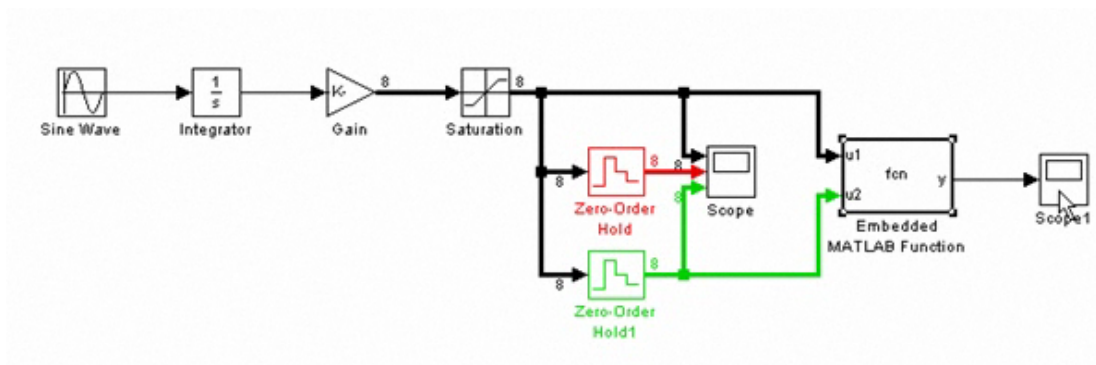 8 8
1
s
K-
Sine Wave Integrator Gain Saturation
u1
fcn
8 8
8
y
u2
8
Zero-Order
Hold
Scope
Scope1
Embedded
MATLAB Function
8
8
Zero-Order
Hold1